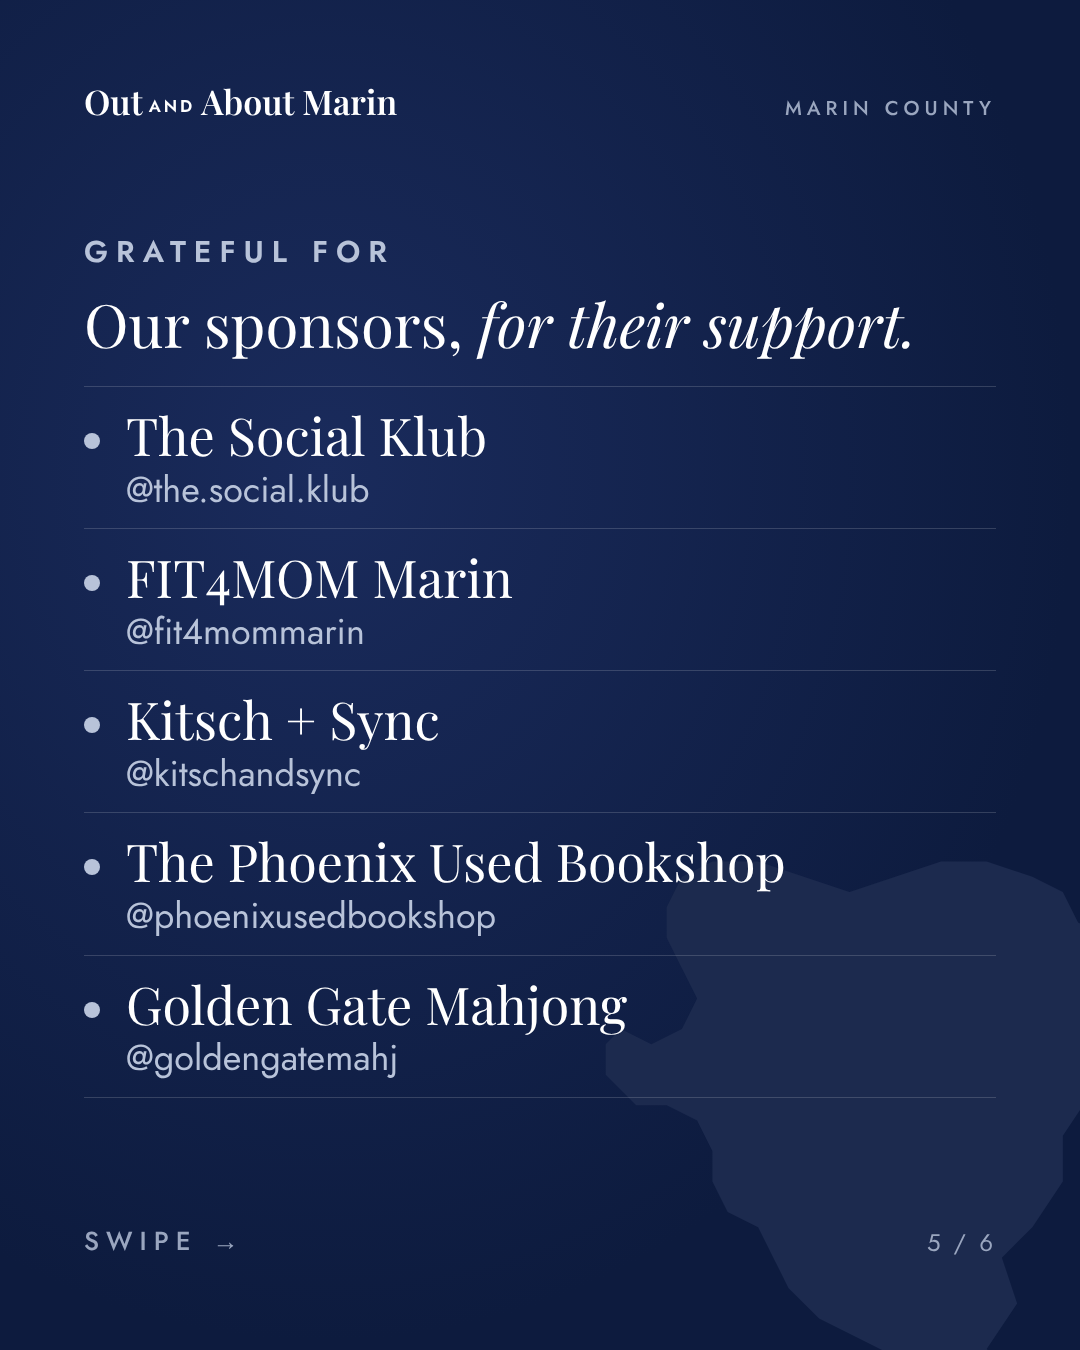 Out AND About Marin
MARIN COUNTY
GRATEFUL FOR
Our sponsors, for their support.
The Social Klub
@the.social.klub
FIT4MOM Marin
@fit4mommarin
Kitsch + Sync
@kitschandsync
The Phoenix Used Bookshop
@phoenixusedbookshop
Golden Gate Mahjong
@goldengatemahj
SWIPE →
5 / 6